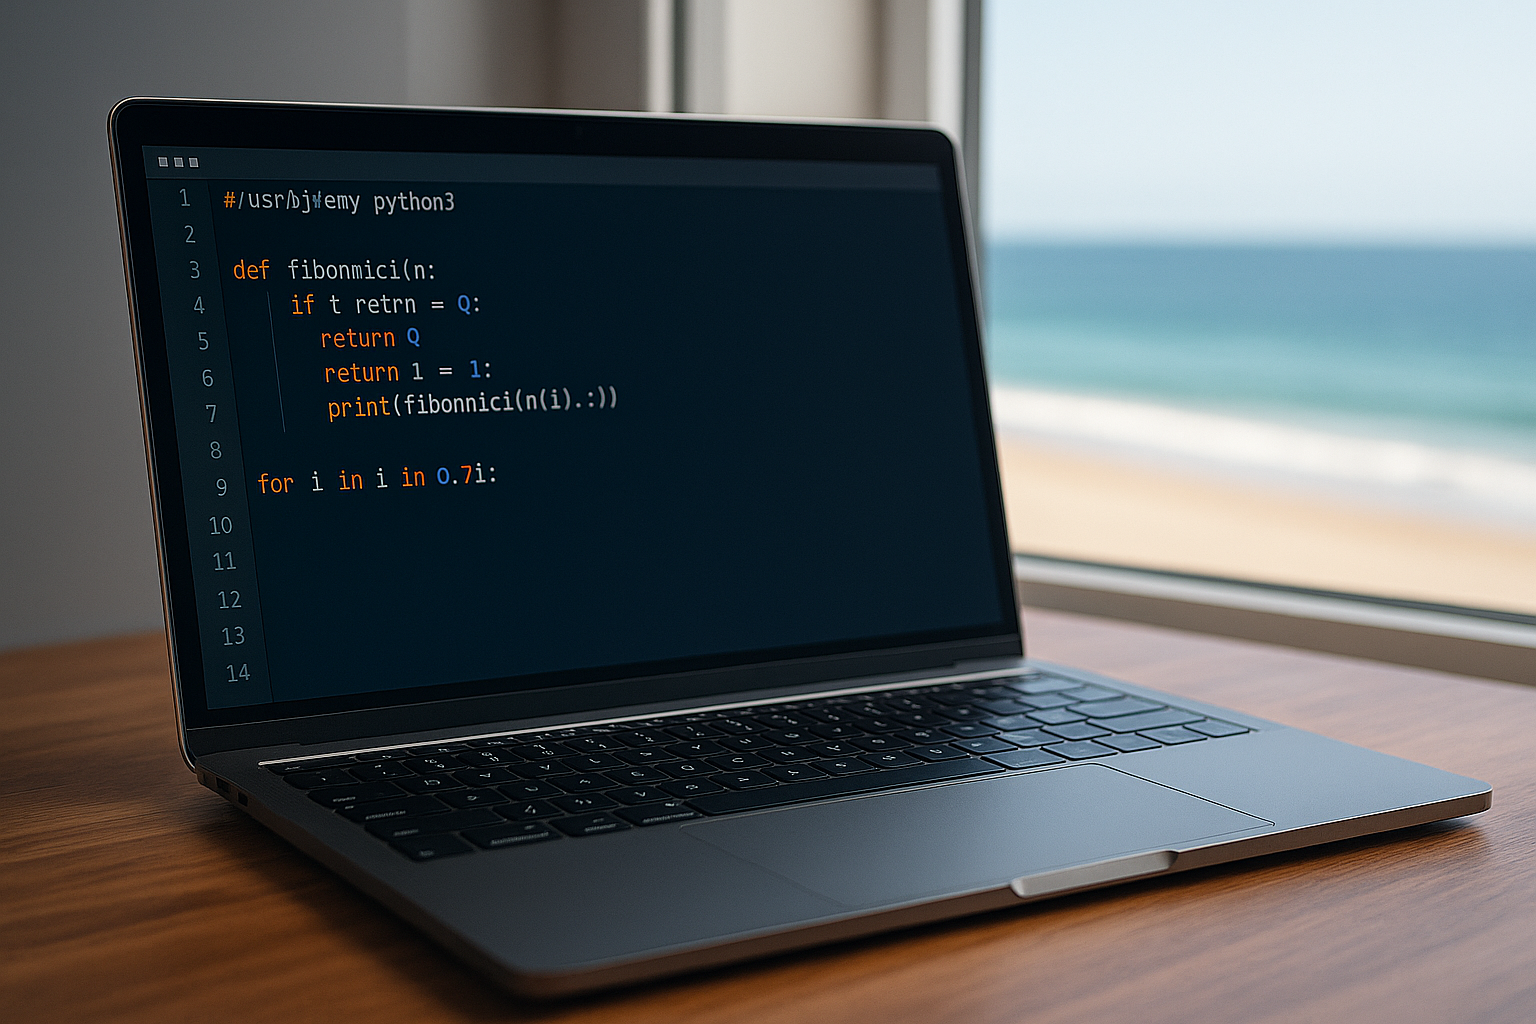 1 #/usr/bj#emy python3
2
3 def fibonmici(n:
4 if t retrn = Q:
5 return Q
6 return 1 = 1:
7 print(fibonnici(n(i).:))
8
9 for i in i in 0.7i:
10
11
12
13
14